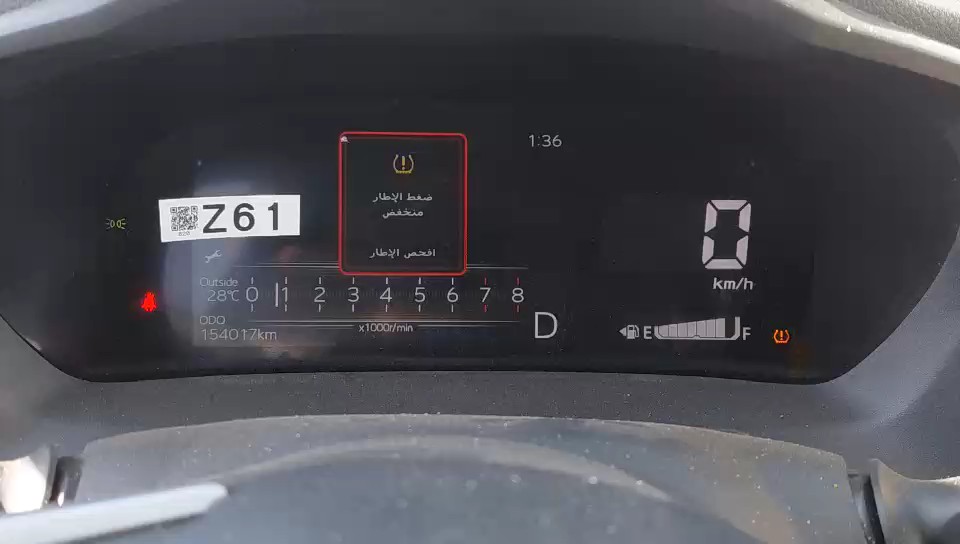 1:36
ضغط الإطار
منخفض
افحص الإطار
Z61
0
km/h
Outside
28°C
0 1 2 3 4 5 6 7 8
x1000r/min
ODO
154017km
D
E F